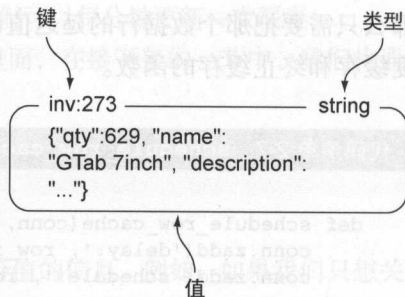 键
类型
inv:273
string
{"qty":629, "name":
"GTab 7inch", "description":
"..."}
值